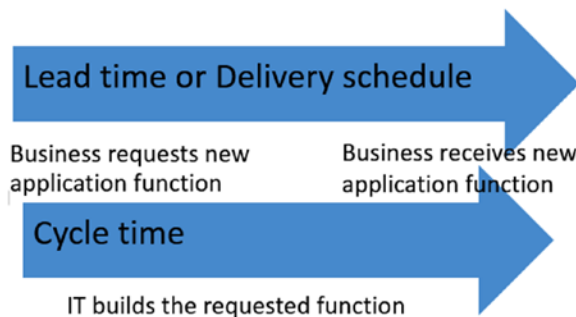 Lead time or Delivery schedule
Business requests new
application function
Business receives new
application function
Cycle time
IT builds the requested function